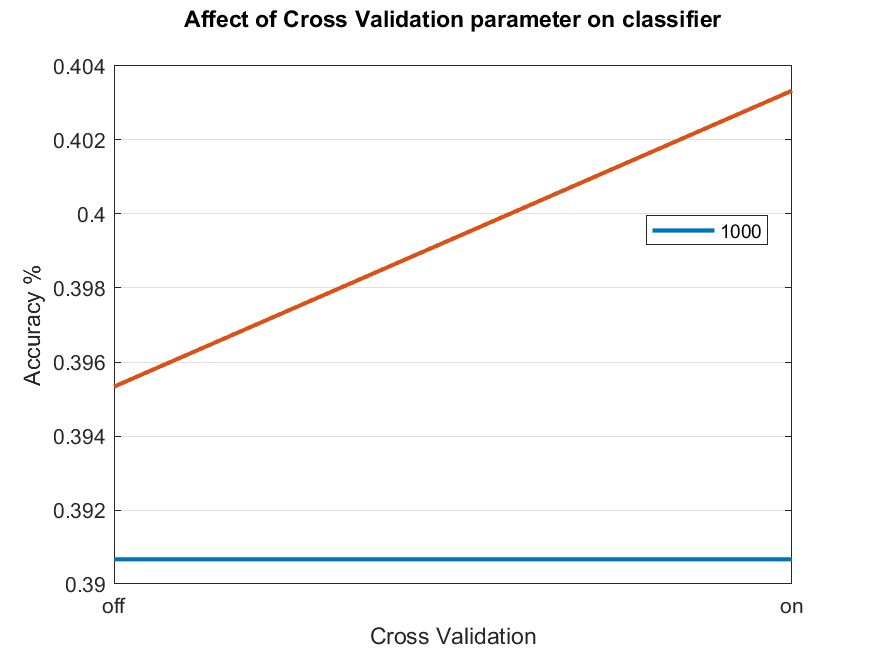 Affect of Cross Validation parameter on classifier
0.404
0.402
0.4
0.398
0.396
0.394
0.392
0.39
Accuracy %
1000
off
on
Cross Validation